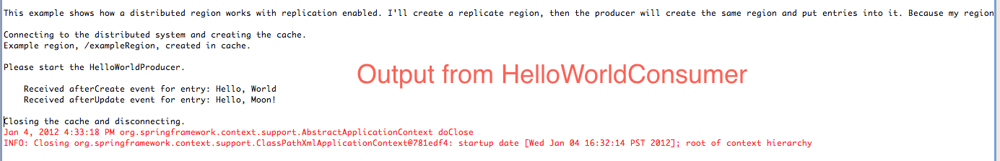 This example shows how a distributed region works with replication enabled. I'll create a replicate region, then the producer will create the same region and put entries into it. Because my region
Connecting to the distributed system and creating the cache.
Example region, /exampleRegion, created in cache.
Please start the HelloWorldProducer.
Output from HelloWorldConsumer
Received afterCreate event for entry: Hello, World
Received afterUpdate event for entry: Hello, Moon!
Closing the cache and disconnecting.
Jan 4, 2012 4:33:18 PM org.springframework.context.support.AbstractApplicationContext doClose
INFO: Closing org.springframework.context.support.ClassPathXmlApplicationContext@781edf4: startup date [Wed Jan 04 16:32:14 PST 2012]; root of context hierarchy